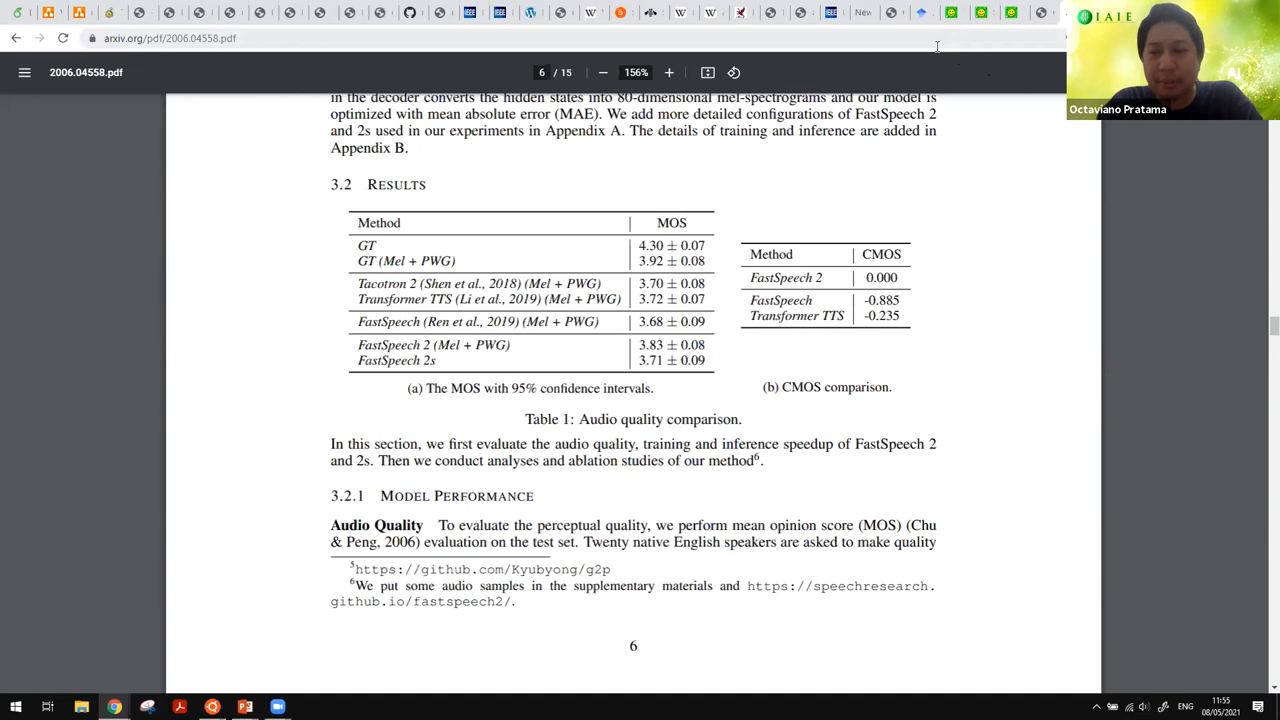 New
arxiv.org/pdf/2006.04558.pdf
IAIE
AI
Octaviano Pratama
2006.04558.pdf
6 / 15
156%
in the decoder converts the hidden states into 80-dimensional mel-spectrograms and our model is
optimized with mean absolute error (MAE). We add more detailed configurations of FastSpeech 2
and 2s used in our experiments in Appendix A. The details of training and inference are added in
Appendix B.
3.2 RESULTS
Method MOS
GT 4.30 ± 0.07
GT (Mel + PWG) 3.92 ± 0.08
Tacotron 2 (Shen et al., 2018) (Mel + PWG) 3.70 ± 0.08
Transformer TTS (Li et al., 2019) (Mel + PWG) 3.72 ± 0.07
FastSpeech (Ren et al., 2019) (Mel + PWG) 3.68 ± 0.09
FastSpeech 2 (Mel + PWG) 3.83 ± 0.08
FastSpeech 2s 3.71 ± 0.09
(a) The MOS with 95% confidence intervals.
Method CMOS
FastSpeech 2 0.000
FastSpeech -0.885
Transformer TTS -0.235
(b) CMOS comparison.
Table 1: Audio quality comparison.
In this section, we first evaluate the audio quality, training and inference speedup of FastSpeech 2
and 2s. Then we conduct analyses and ablation studies of our method6.
3.2.1 MODEL PERFORMANCE
Audio Quality To evaluate the perceptual quality, we perform mean opinion score (MOS) (Chu
& Peng, 2006) evaluation on the test set. Twenty native English speakers are asked to make quality
5https://github.com/Kyubyong/g2p
6We put some audio samples in the supplementary materials and https://speechresearch.
github.io/fastspeech2/.
6
ENG
11:55
08/05/2021